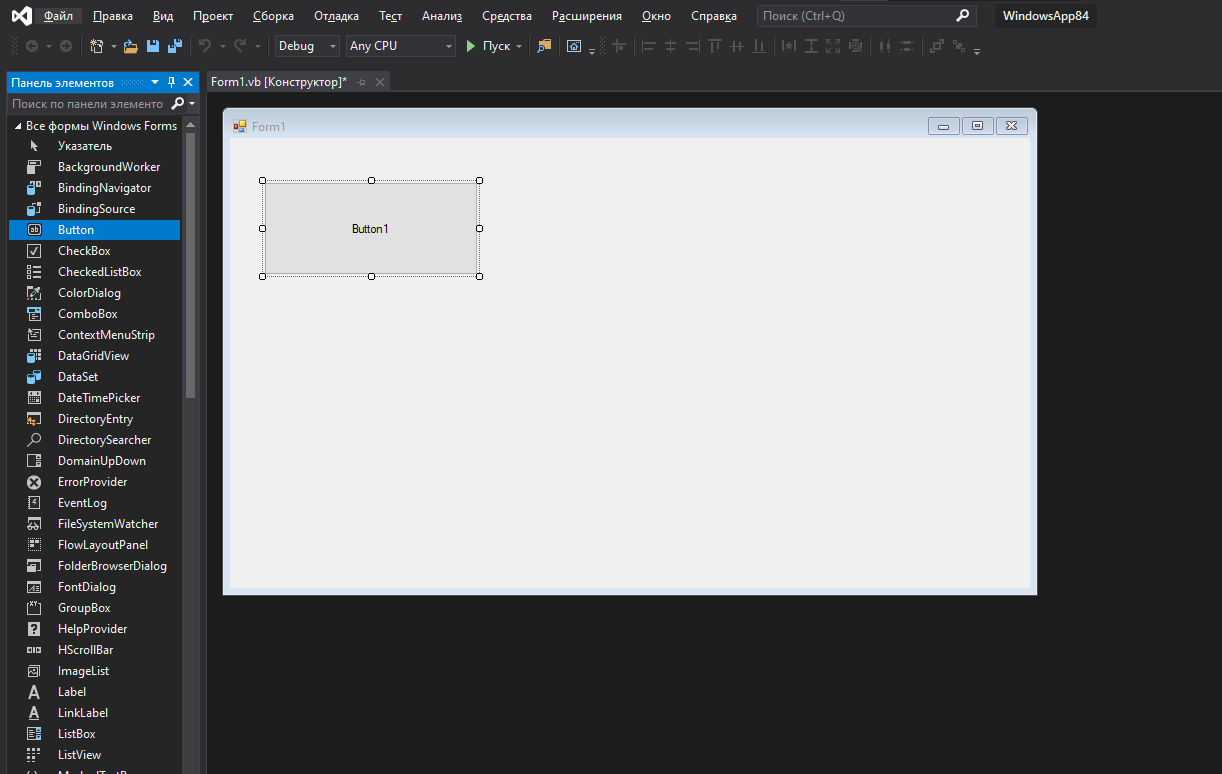 Файл Правка Вид Проект Сборка Отладка Тест Анализ Средства Расширения Окно Справка Поиск (Ctrl+Q) WindowsApp84
Debug Any CPU Пуск
Панель элементов
Form1.vb [Конструктор]*
Поиск по панели элементо
Все формы Windows Forms
Указатель
BackgroundWorker
BindingNavigator
BindingSource
Button
CheckBox
CheckedListBox
ColorDialog
ComboBox
ContextMenuStrip
DataGridView
DataSet
DateTimePicker
DirectoryEntry
DirectorySearcher
DomainUpDown
ErrorProvider
EventLog
FileSystemWatcher
FlowLayoutPanel
FolderBrowserDialog
FontDialog
GroupBox
HelpProvider
HScrollBar
ImageList
Label
LinkLabel
ListBox
ListView
Form1
Button1